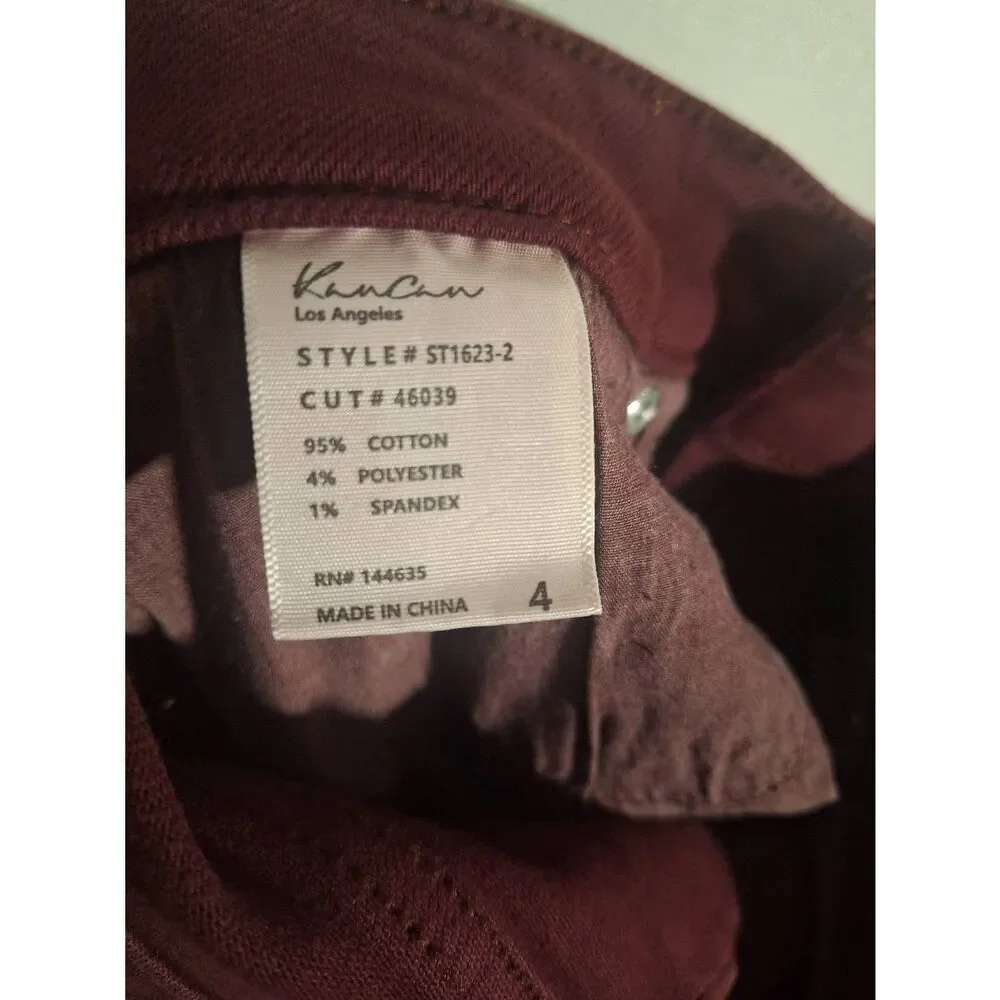 KanCan
Los Angeles
STYLE# ST1623-2
CUT# 46039
95% COTTON
4% POLYESTER
1% SPANDEX
RN# 144635
MADE IN CHINA 4